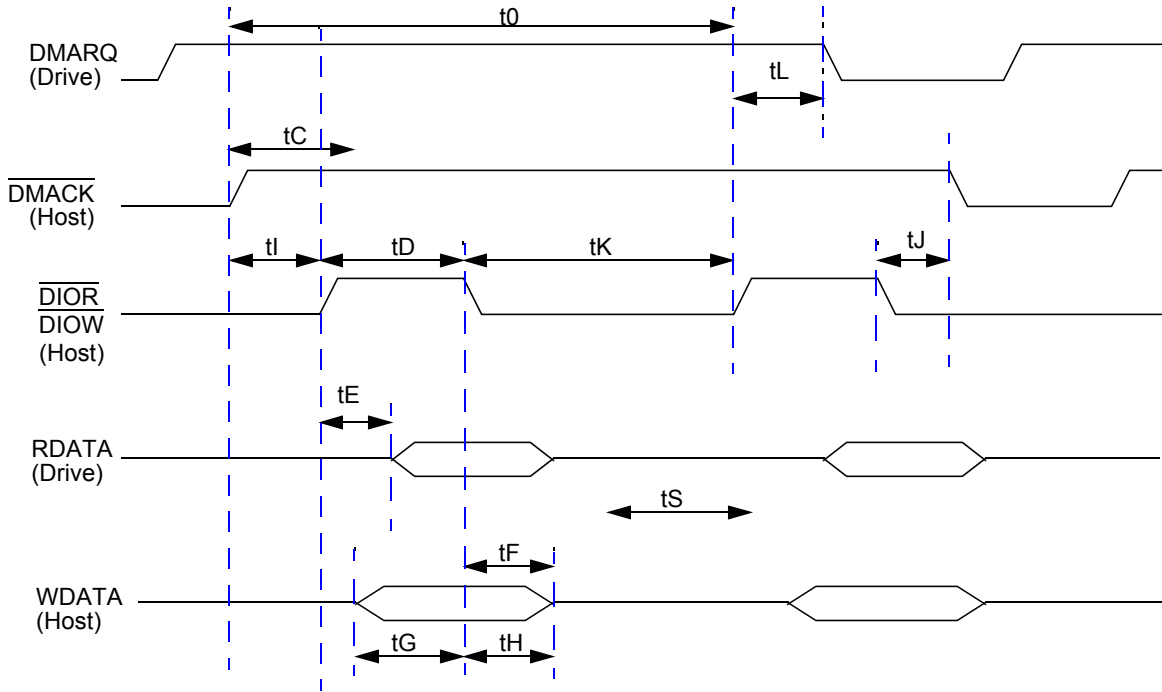 t0
DMARQ
(Drive)
tL
tC
DMACK
(Host)
tI
tD
tK
tJ
DIOR
DIOW
(Host)
tE
RDATA
(Drive)
tS
tF
WDATA
(Host)
tG
tH